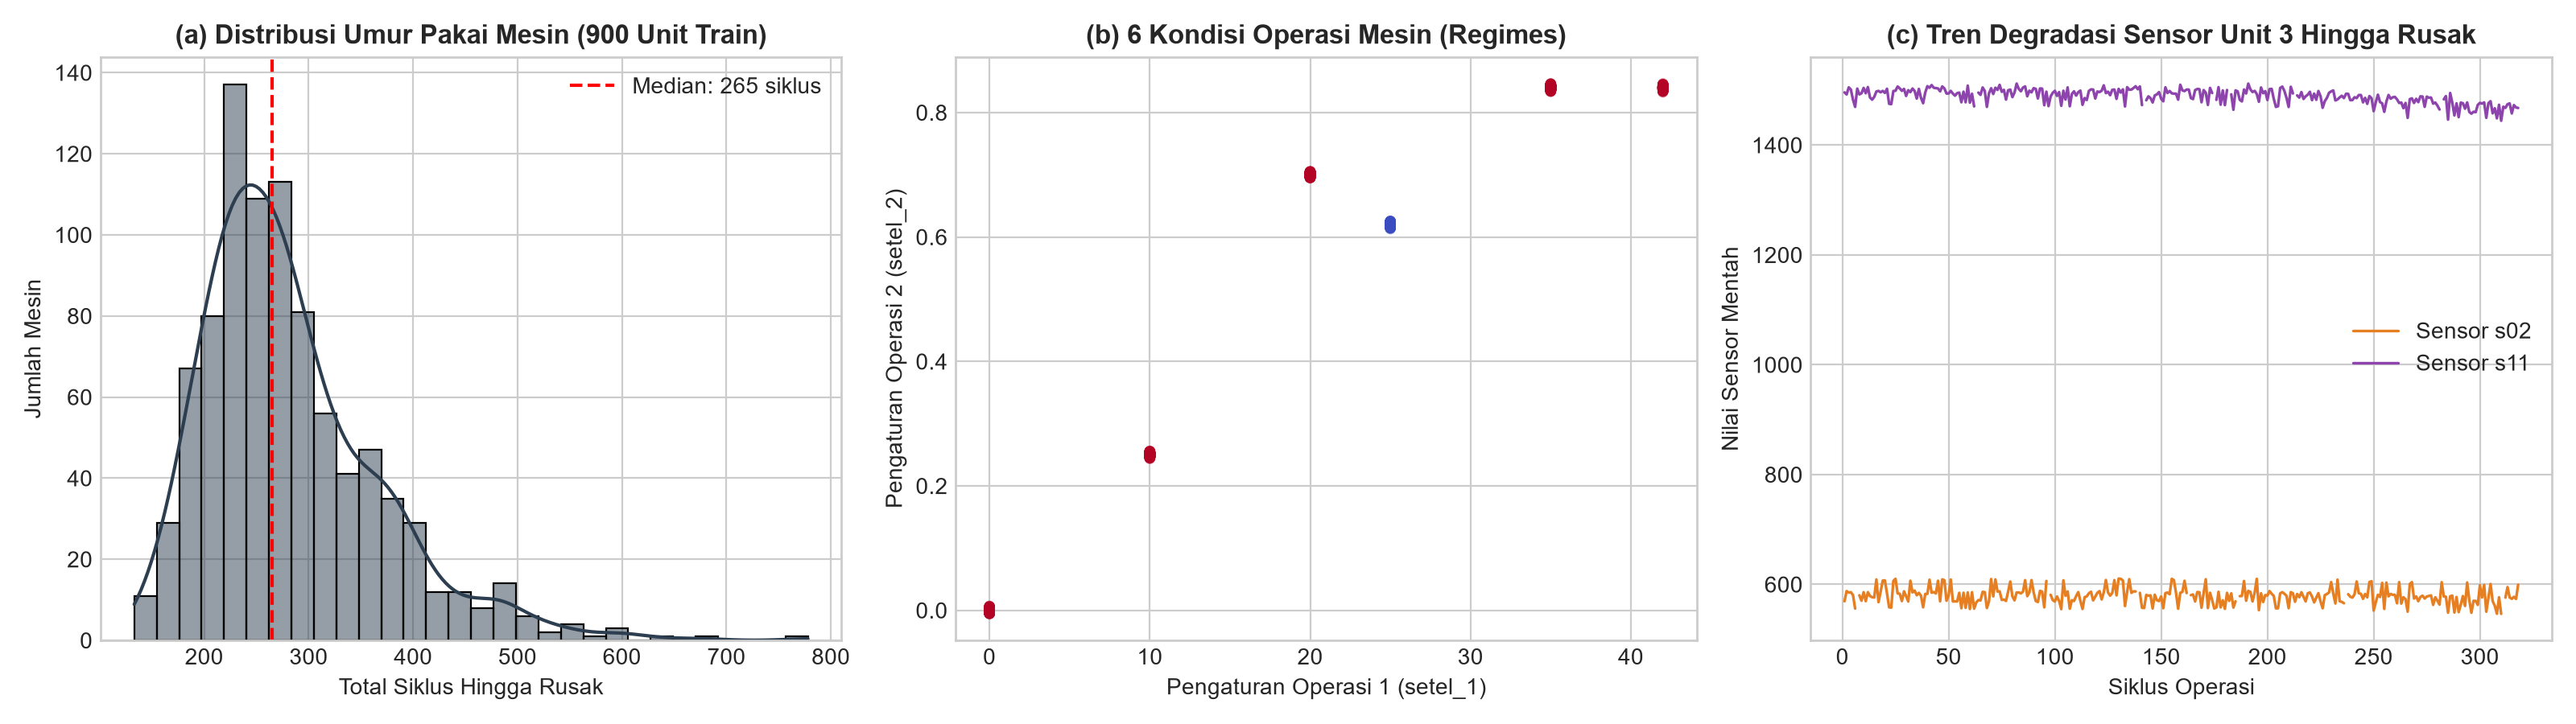 (a) Distribusi Umur Pakai Mesin (900 Unit Train)
140
120
100
80
60
40
20
0
Jumlah Mesin
Median: 265 siklus
200 300 400 500 600 700 800
Total Siklus Hingga Rusak
(b) 6 Kondisi Operasi Mesin (Regimes)
0.8
0.6
0.4
0.2
0.0
Pengaturan Operasi 2 (setel_2)
0 10 20 30 40
Pengaturan Operasi 1 (setel_1)
(c) Tren Degradasi Sensor Unit 3 Hingga Rusak
1400
1200
1000
800
600
Nilai Sensor Mentah
Sensor s02
Sensor s11
0 50 100 150 200 250 300
Siklus Operasi